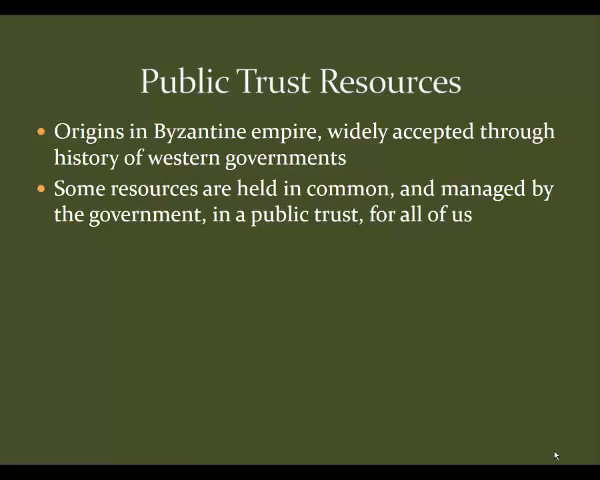 Public Trust Resources
• Origins in Byzantine empire, widely accepted through
history of western governments
• Some resources are held in common, and managed by
the government, in a public trust, for all of us